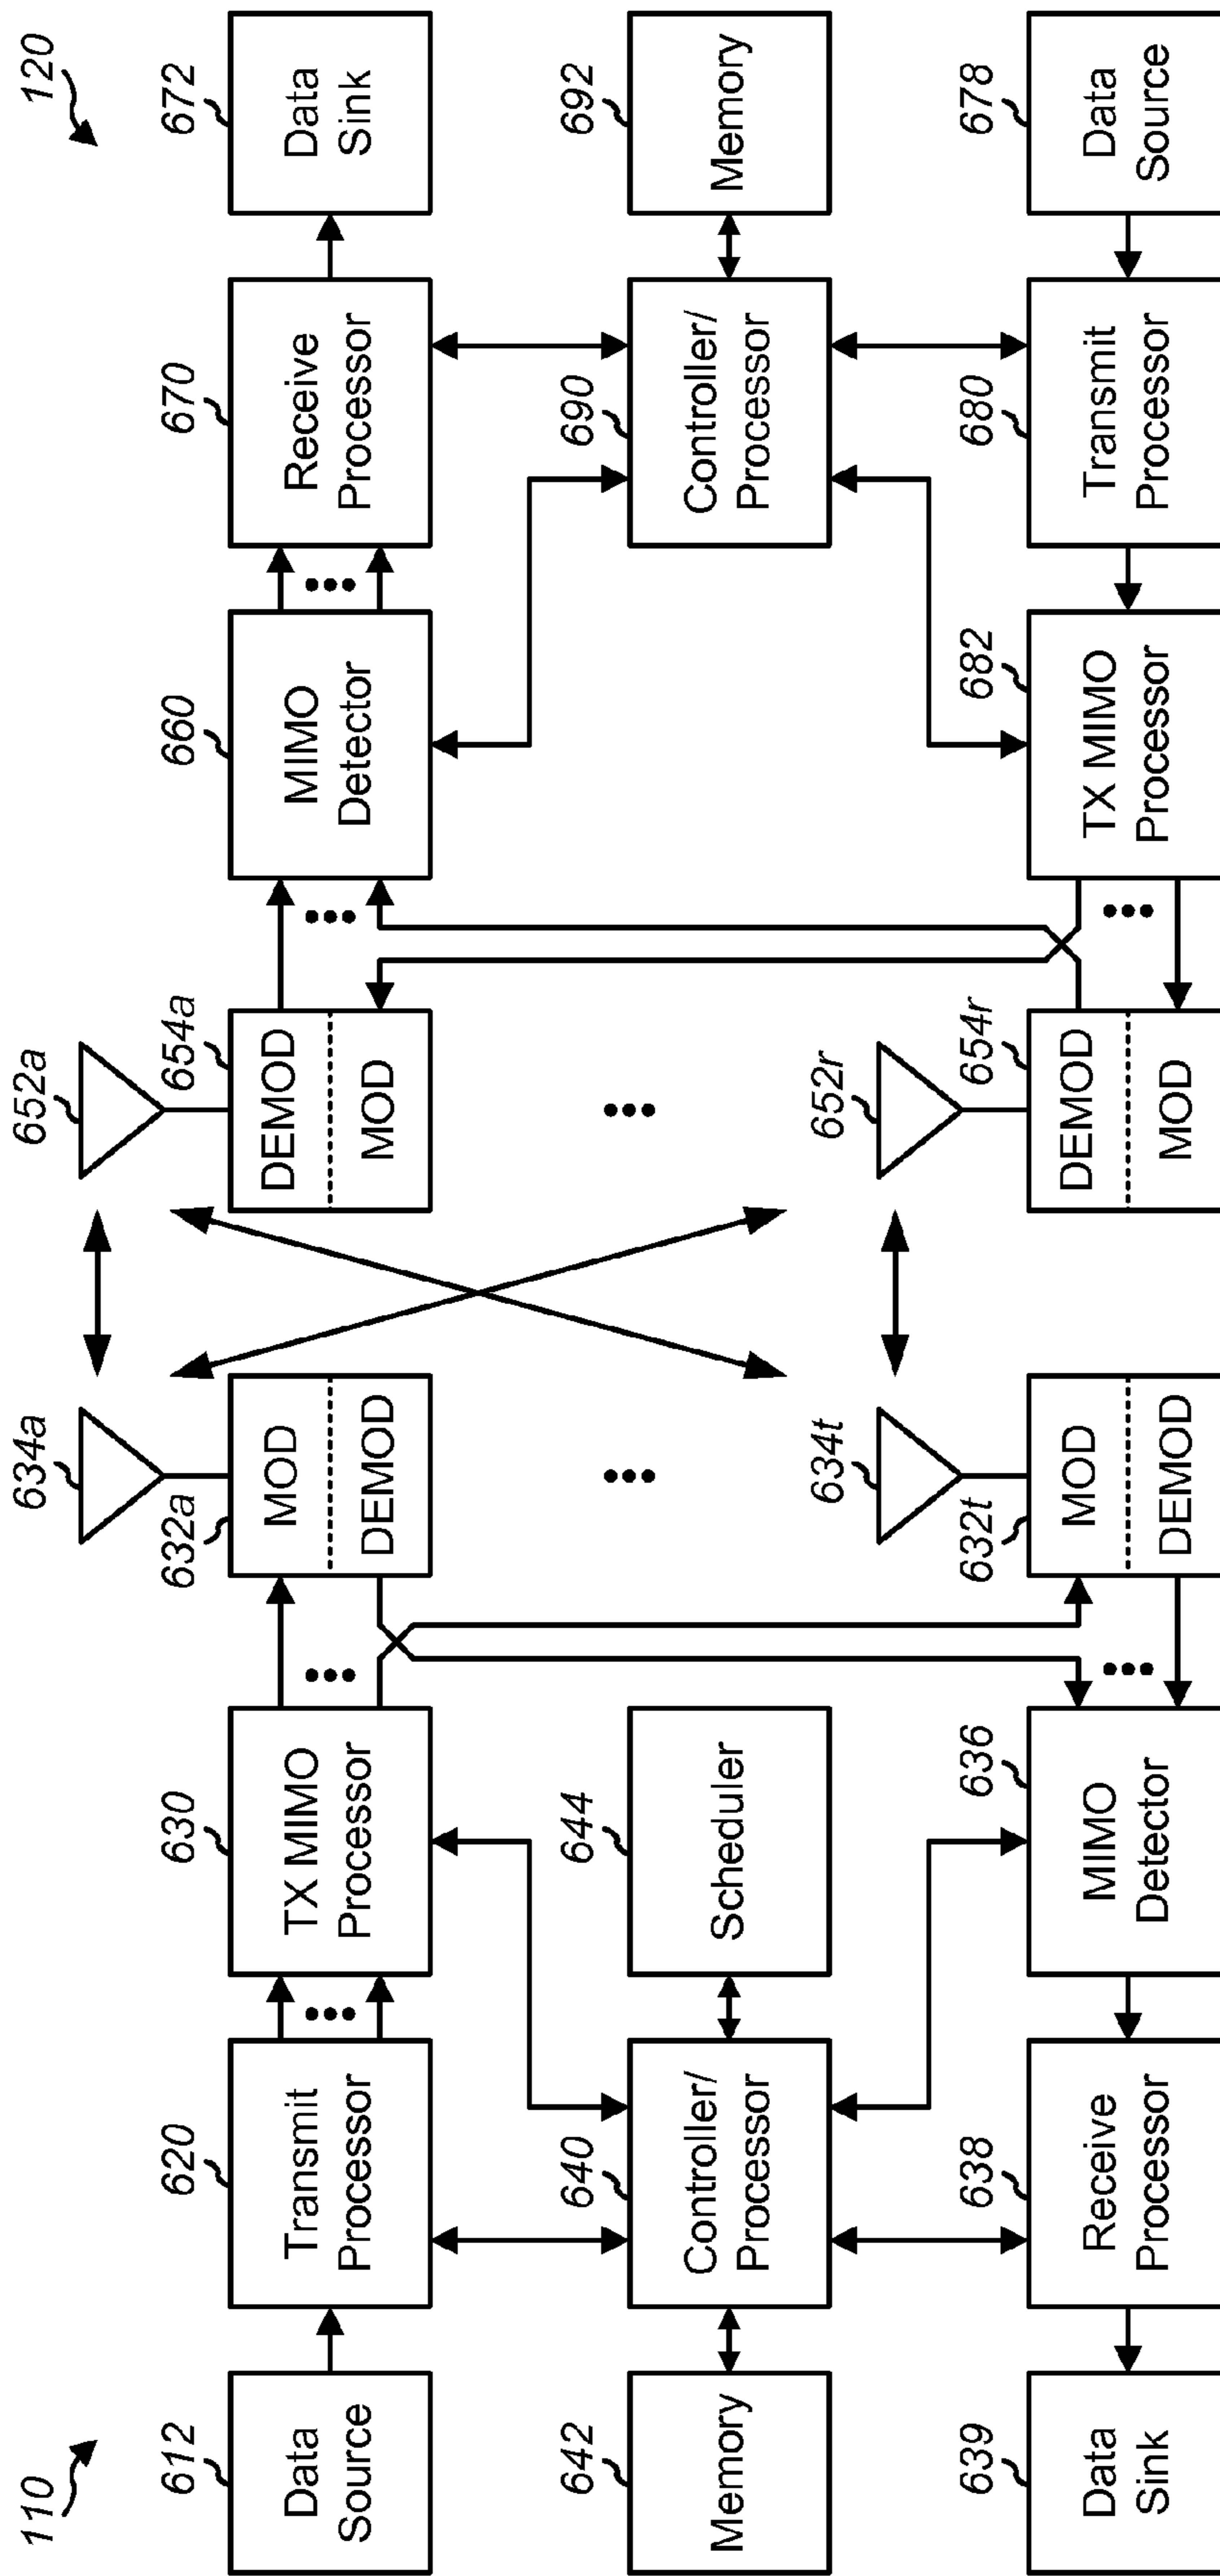 110
120
612
Data
Source
620
Transmit
Processor
630
TX MIMO
Processor
634a
632a
MOD
DEMOD
652a
654a
DEMOD
MOD
660
MIMO
Detector
670
Receive
Processor
672
Data
Sink
642
Memory
640
Controller/
Processor
644
Scheduler
690
Controller/
Processor
692
Memory
639
Data
Sink
638
Receive
Processor
636
MIMO
Detector
634t
632t
MOD
DEMOD
652r
654r
DEMOD
MOD
682
TX MIMO
Processor
680
Transmit
Processor
678
Data
Source